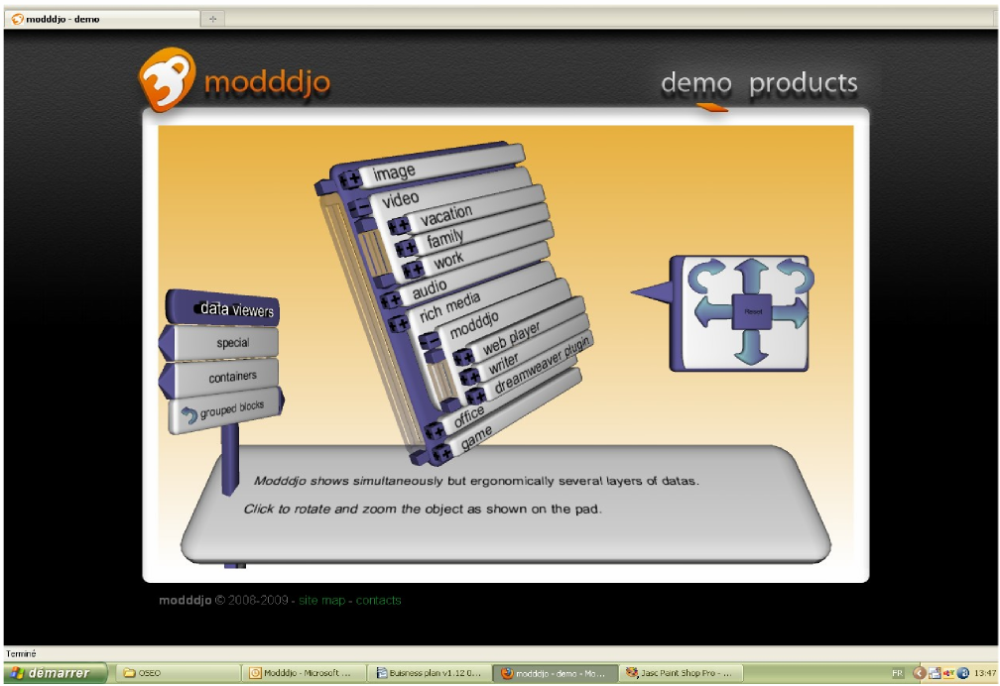 modddjo - demo
modddjo
demo products
image
video
vacation
family
work
audio
rich media
modddjo
web player
writer
dreamweaver plugin
office
game
data viewers
special
containers
grouped blocks
Reset
Modddjo shows simultaneously but ergonomically several layers of datas.
Click to rotate and zoom the object as shown on the pad.
modddjo © 2008-2009 - site map - contacts
Terminé
démarrer
OSEO
Modddjo - Microsoft ...
Buisness plan v1.12 0...
modddjo - demo - Mo...
Jasc Paint Shop Pro - ...
FR
13:47